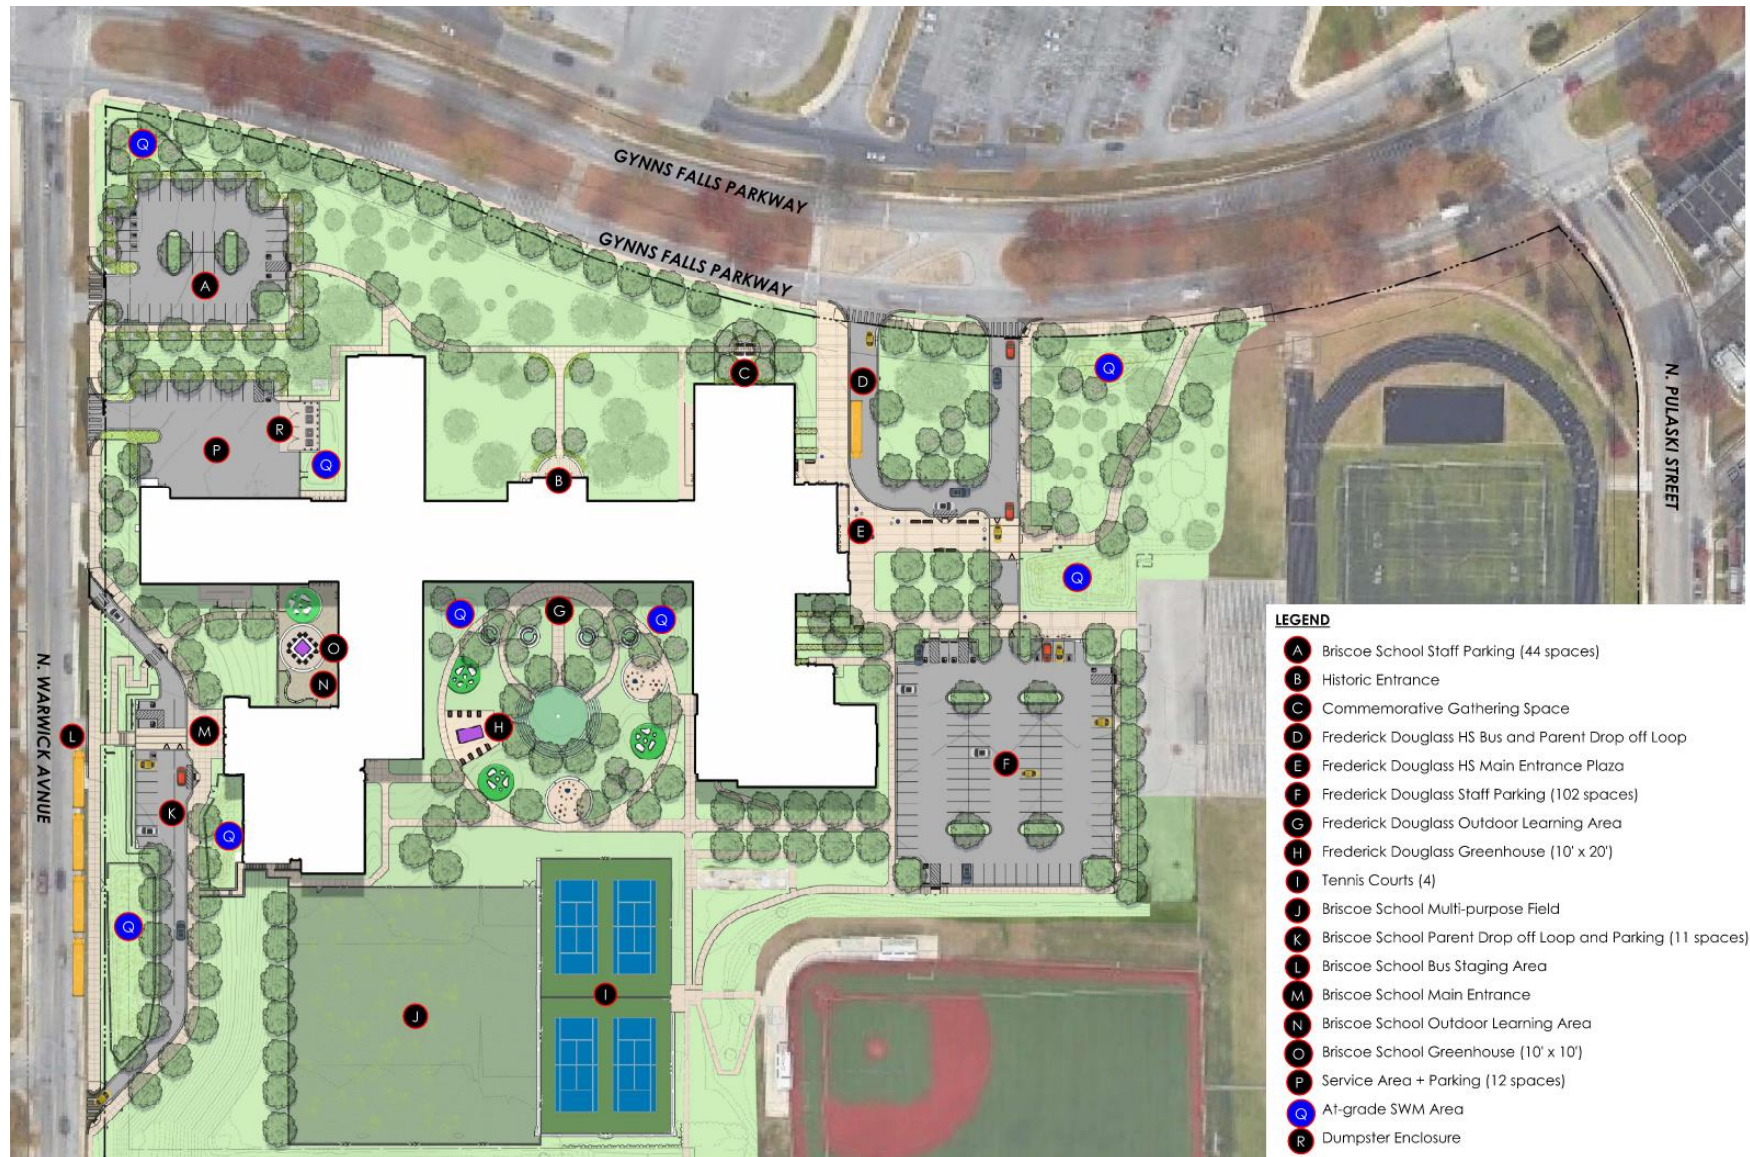 GYNNS FALLS PARKWAY
GYNNS FALLS PARKWAY
N. PULASKI STREET
N. WARWICK AVNUE
Q
A
C
D
Q
R
P
Q
B
E
Q
Q
G
Q
O
N
H
L
M
F
K
Q
Q
I
J
LEGEND
A Briscoe School Staff Parking (44 spaces)
B Historic Entrance
C Commemorative Gathering Space
D Frederick Douglass HS Bus and Parent Drop off Loop
E Frederick Douglass HS Main Entrance Plaza
F Frederick Douglass Staff Parking (102 spaces)
G Frederick Douglass Outdoor Learning Area
H Frederick Douglass Greenhouse (10' x 20')
I Tennis Courts (4)
J Briscoe School Multi-purpose Field
K Briscoe School Parent Drop off Loop and Parking (11 spaces)
L Briscoe School Bus Staging Area
M Briscoe School Main Entrance
N Briscoe School Outdoor Learning Area
O Briscoe School Greenhouse (10' x 10')
P Service Area + Parking (12 spaces)
Q At-grade SWM Area
R Dumpster Enclosure